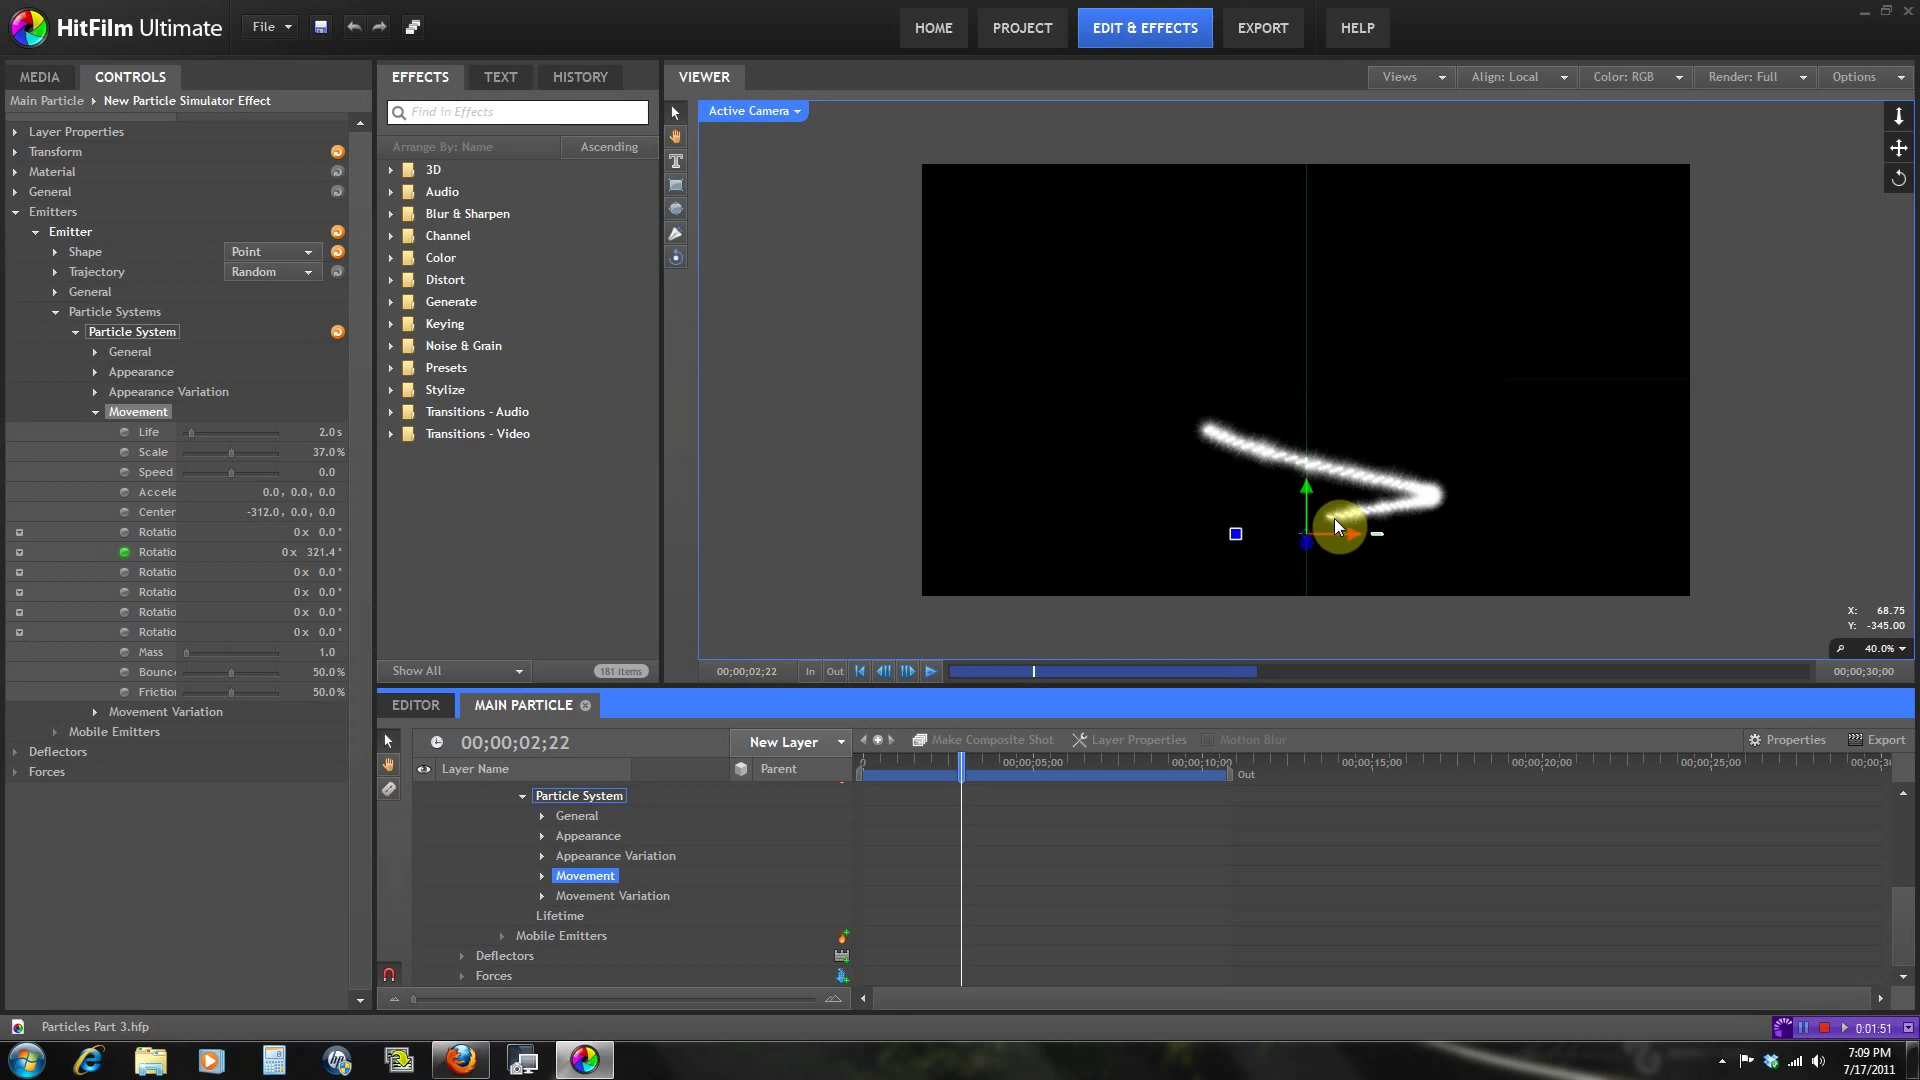 HitFilm Ultimate
File
HOME
PROJECT
EDIT & EFFECTS
EXPORT
HELP
MEDIA
CONTROLS
Main Particle
New Particle Simulator Effect
Layer Properties
Transform
Material
General
Emitters
Emitter
Shape Point
Trajectory Random
General
Particle Systems
Particle System
General
Appearance
Appearance Variation
Movement
Life 2.0 s
Scale 37.0 %
Speed 0.0
Accele 0.0, 0.0, 0.0
Center -312.0, 0.0, 0.0
Rotatio 0 x 0.0 °
Rotatio 0 x 321.4 °
Rotatio 0 x 0.0 °
Rotatio 0 x 0.0 °
Rotatio 0 x 0.0 °
Rotatio 0 x 0.0 °
Mass 1.0
Bounc 50.0 %
Frictio 50.0 %
Movement Variation
Mobile Emitters
Deflectors
Forces
EFFECTS
TEXT
HISTORY
Find in Effects
Arrange By: Name
Ascending
3D
Audio
Blur & Sharpen
Channel
Color
Distort
Generate
Keying
Noise & Grain
Presets
Stylize
Transitions - Audio
Transitions - Video
Show All
181 items
VIEWER
Views
Align: Local
Color: RGB
Render: Full
Options
Active Camera
X: 68.75
Y: -345.00
40.0%
00;00;02;22
In
Out
00;00;30;00
EDITOR
MAIN PARTICLE
00;00;02;22
New Layer
Make Composite Shot
Layer Properties
Motion Blur
Properties
Export
Layer Name
Parent
0
00;00;05;00
00;00;10;00
00;00;15;00
00;00;20;00
00;00;25;00
00;00;3
Out
Particle System
General
Appearance
Appearance Variation
Movement
Movement Variation
Lifetime
Mobile Emitters
Deflectors
Forces
Particles Part 3.hfp
0:01:51
7:09 PM
7/17/2011